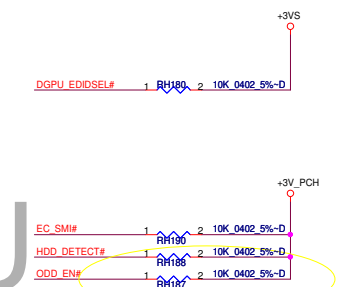 +3VS
DGPU_EDIDSEL# 1 RH180 2 10K_0402_5%~D
+3V_PCH
EC_SMI# 1 RH190 2 10K_0402_5%~D
HDD_DETECT# 1 RH188 2 10K_0402_5%~D
ODD_EN# 1 RH187 2 10K_0402_5%~D